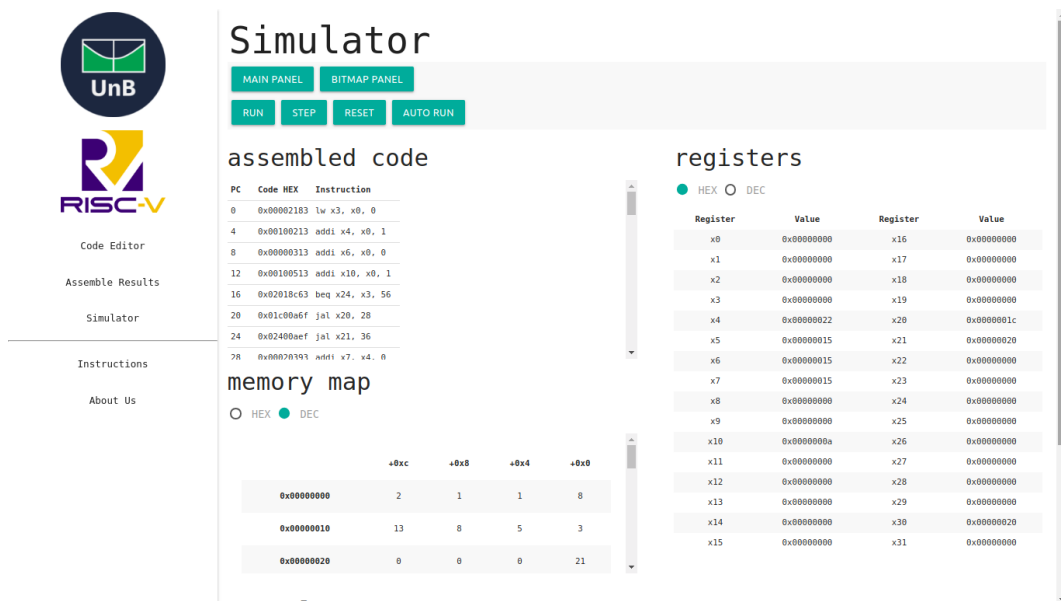 UnB
RISC-V
Code Editor
Assemble Results
Simulator
Instructions
About Us
Simulator
MAIN PANEL BITMAP PANEL
RUN STEP RESET AUTO RUN
assembled code
PC Code HEX Instruction
0 0x00002183 lw x3, x0, 0
4 0x00100213 addi x4, x0, 1
8 0x00000313 addi x6, x0, 0
12 0x00100513 addi x10, x0, 1
16 0x02018c63 beq x24, x3, 56
20 0x01c00a6f jal x20, 28
24 0x02400aef jal x21, 36
28 0x00020393 addi x7, x4, 0
memory map
HEX DEC
+0xc +0x8 +0x4 +0x0
0x00000000 2 1 1 8
0x00000010 13 8 5 3
0x00000020 0 0 0 21
registers
HEX DEC
Register Value Register Value
x0 0x00000000 x16 0x00000000
x1 0x00000000 x17 0x00000000
x2 0x00000000 x18 0x00000000
x3 0x00000000 x19 0x00000000
x4 0x00000022 x20 0x0000001c
x5 0x00000015 x21 0x00000020
x6 0x00000015 x22 0x00000000
x7 0x00000015 x23 0x00000000
x8 0x00000000 x24 0x00000000
x9 0x00000000 x25 0x00000000
x10 0x0000000a x26 0x00000000
x11 0x00000000 x27 0x00000000
x12 0x00000000 x28 0x00000000
x13 0x00000000 x29 0x00000000
x14 0x00000000 x30 0x00000020
x15 0x00000000 x31 0x00000000